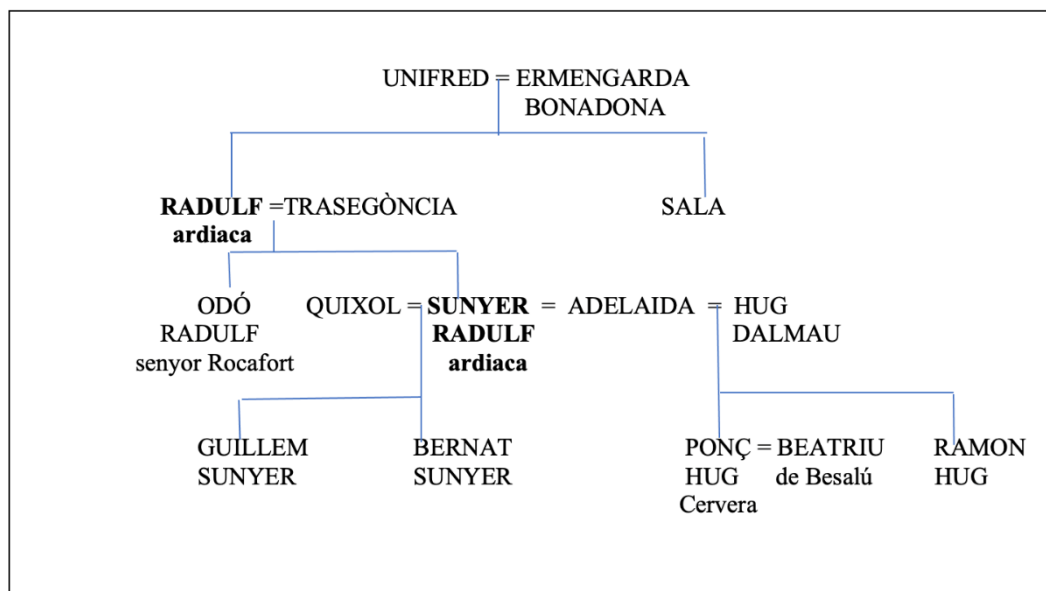 UNIFRED = ERMENGARDA
BONADONA
RADULF =TRASEGÒNCIA SALA
ardiaca
ODÓ QUIXOL = SUNYER = ADELAIDA = HUG
RADULF RADULF DALMAU
senyor Rocafort ardiaca
GUILLEM BERNAT PONÇ = BEATRIU RAMON
SUNYER SUNYER HUG de Besalú HUG
Cervera